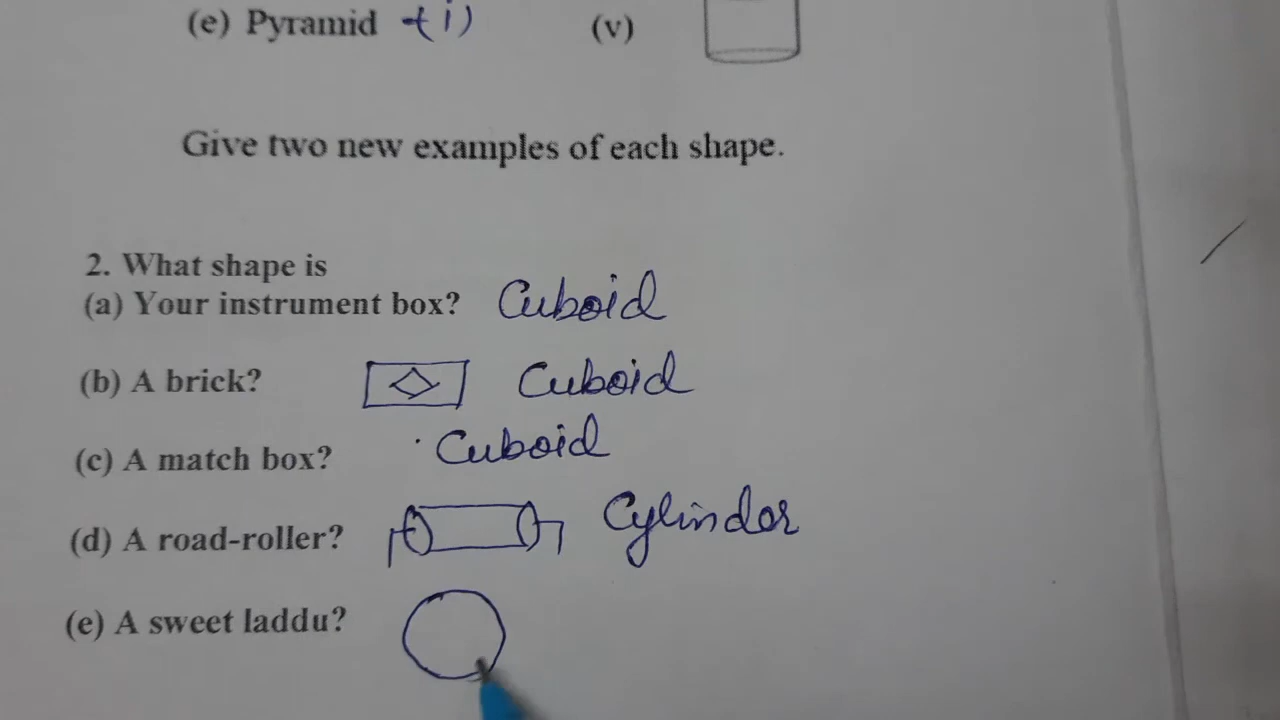 (e) Pyramid -(i) (v)
Give two new examples of each shape.
2. What shape is
(a) Your instrument box? Cuboid
(b) A brick? Cuboid
(c) A match box? Cuboid
(d) A road-roller? Cylinder
(e) A sweet laddu?